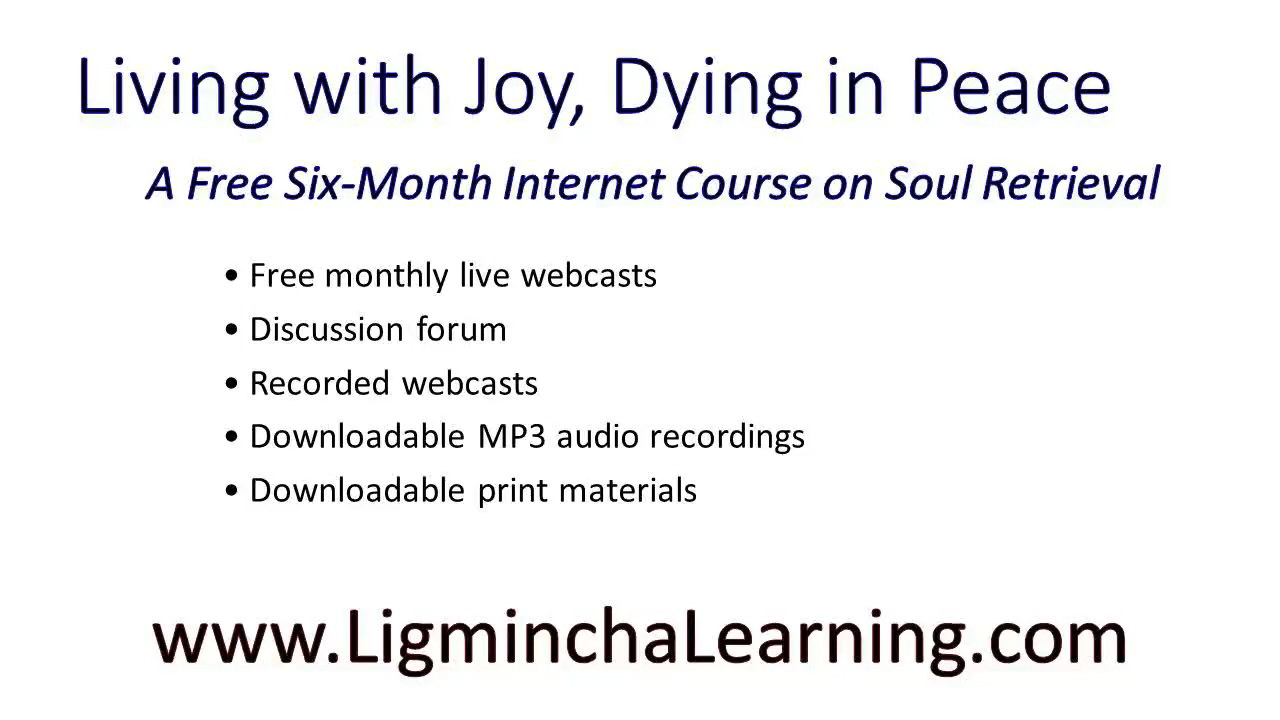 Living with Joy, Dying in Peace
A Free Six-Month Internet Course on Soul Retrieval
• Free monthly live webcasts
• Discussion forum
• Recorded webcasts
• Downloadable MP3 audio recordings
• Downloadable print materials
www.LigminchaLearning.com